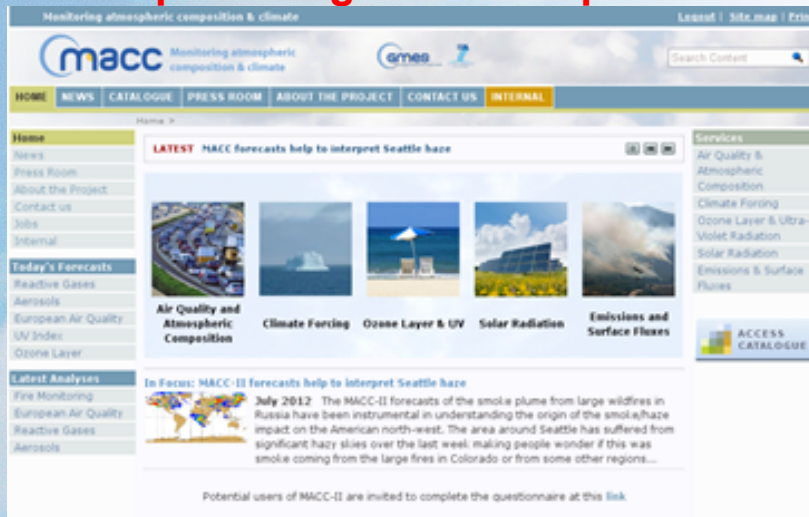 Monitoring atmospheric composition & climate
Logout | Site map | Print
macc Monitoring atmospheric
composition & climate
gmes
Search Content
HOME NEWS CATALOGUE PRESS ROOM ABOUT THE PROJECT CONTACT US INTERNAL
Home >
Home
News
Press Room
About the Project
Contact us
Jobs
Internal
Today's Forecasts
Reactive Gases
Aerosols
European Air Quality
UV Index
Ozone Layer
Latest Analyses
Fire Monitoring
European Air Quality
Reactive Gases
Aerosols
LATEST MACC forecasts help to interpret Seattle haze
Air Quality and
Atmospheric
Composition
Climate Forcing
Ozone Layer & UV
Solar Radiation
Emissions and
Surface Fluxes
In Focus: MACC-II forecasts help to interpret Seattle haze
July 2012 The MACC-II forecasts of the smoke plume from large wildfires in
Russia have been instrumental in understanding the origin of the smoke/haze
impact on the American north-west. The area around Seattle has suffered from
significant hazy skies over the last week making people wonder if this was
smoke coming from the large fires in Colorado or from some other regions...
Potential users of MACC-II are invited to complete the questionnaire at this link
Services
Air Quality &
Atmospheric
Composition
Climate Forcing
Ozone Layer & Ultra-
Violet Radiation
Solar Radiation
Emissions & Surface
Fluxes
ACCESS
CATALOGUE